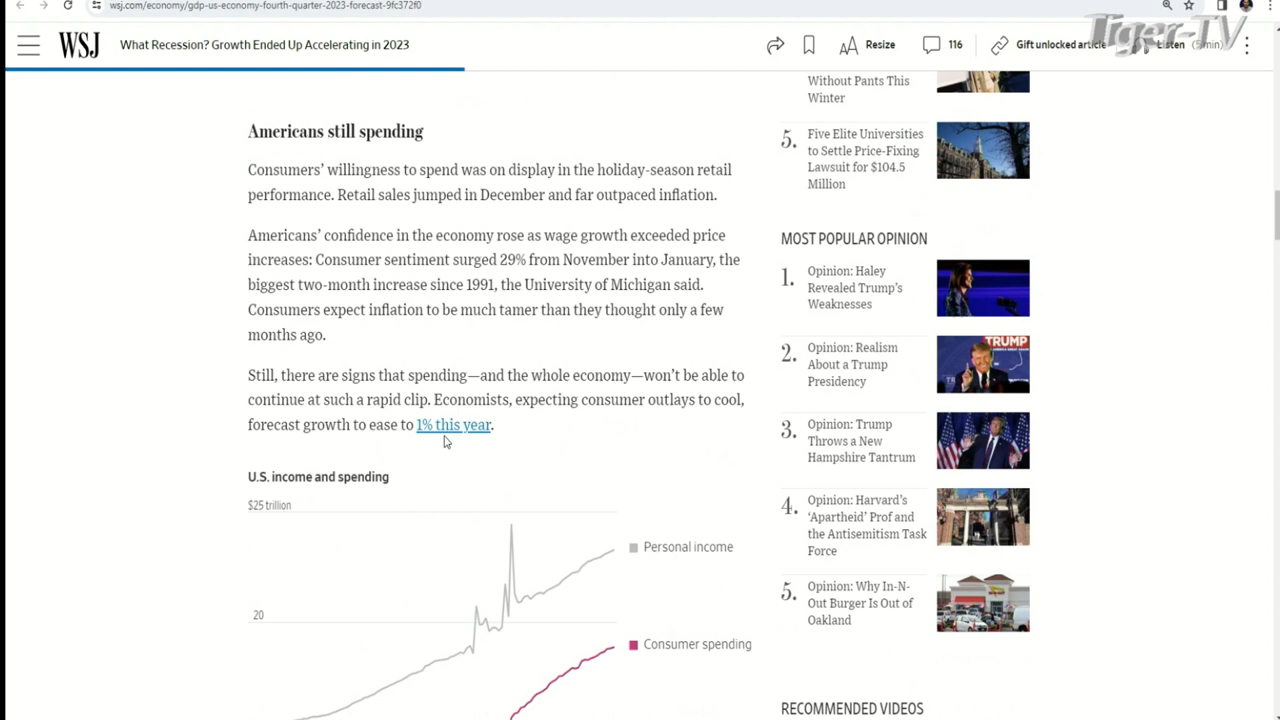 wsj.com/economy/gdp-us-economy-fourth-quarter-2023-forecast-9fc372f0
Tiger-TV
WSJ
What Recession? Growth Ended Up Accelerating in 2023
Resize
116
Gift unlocked article
Listen (5 min)
Americans still spending
Consumers' willingness to spend was on display in the holiday-season retail
performance. Retail sales jumped in December and far outpaced inflation.
Americans' confidence in the economy rose as wage growth exceeded price
increases: Consumer sentiment surged 29% from November into January, the
biggest two-month increase since 1991, the University of Michigan said.
Consumers expect inflation to be much tamer than they thought only a few
months ago.
Still, there are signs that spending—and the whole economy—won't be able to
continue at such a rapid clip. Economists, expecting consumer outlays to cool,
forecast growth to ease to 1% this year.
U.S. income and spending
$25 trillion
Personal income
20
Consumer spending
Without Pants This
Winter
5.
Five Elite Universities
to Settle Price-Fixing
Lawsuit for $104.5
Million
MOST POPULAR OPINION
1.
Opinion: Haley
Revealed Trump's
Weaknesses
2.
Opinion: Realism
About a Trump
Presidency
TRUMP
3.
Opinion: Trump
Throws a New
Hampshire Tantrum
4.
Opinion: Harvard's
'Apartheid' Prof and
the Antisemitism Task
Force
5.
Opinion: Why In-N-
Out Burger Is Out of
Oakland
RECOMMENDED VIDEOS